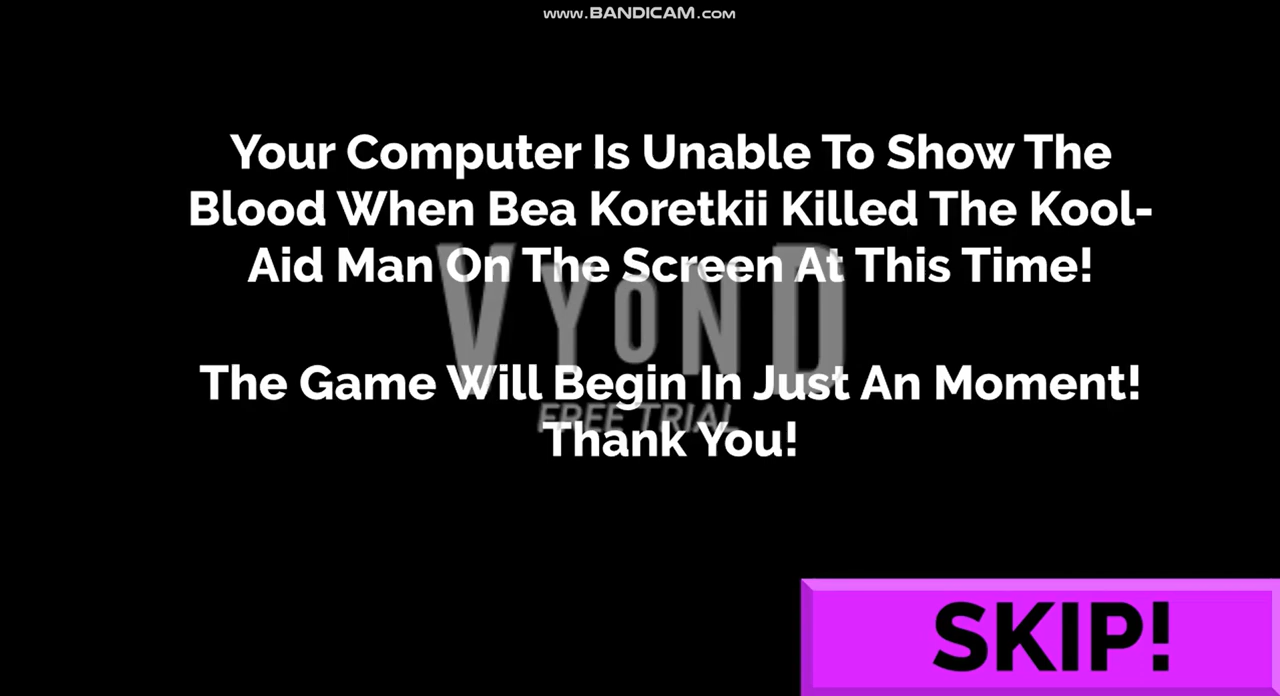 www.BANDICAM.com
Your Computer Is Unable To Show The
Blood When Bea Koretkii Killed The Kool-
Aid Man On The Screen At This Time!
VYOND
The Game Will Begin In Just An Moment!
FREE TRIAL
Thank You!
SKIP!